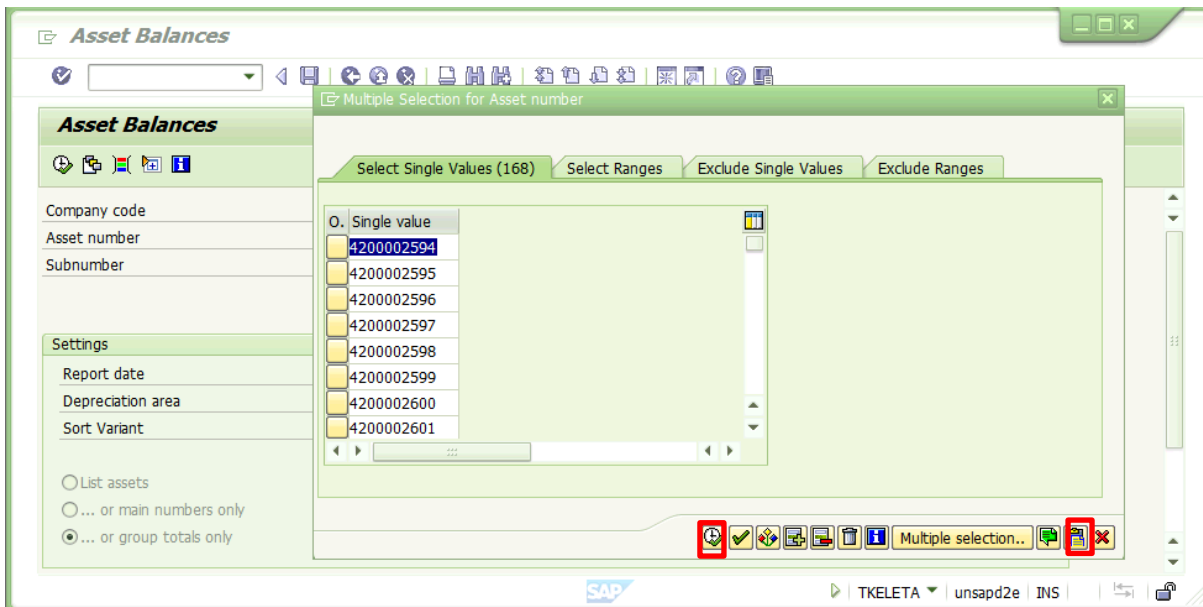 Asset Balances
Multiple Selection for Asset number
Asset Balances
Select Single Values (168) Select Ranges Exclude Single Values Exclude Ranges
Company code
Asset number
Subnumber
O. Single value
4200002594
4200002595
4200002596
4200002597
4200002598
4200002599
4200002600
4200002601
Settings
Report date
Depreciation area
Sort Variant
List assets
... or main numbers only
... or group totals only
Multiple selection..
SAP TKELETA unsapd2e INS